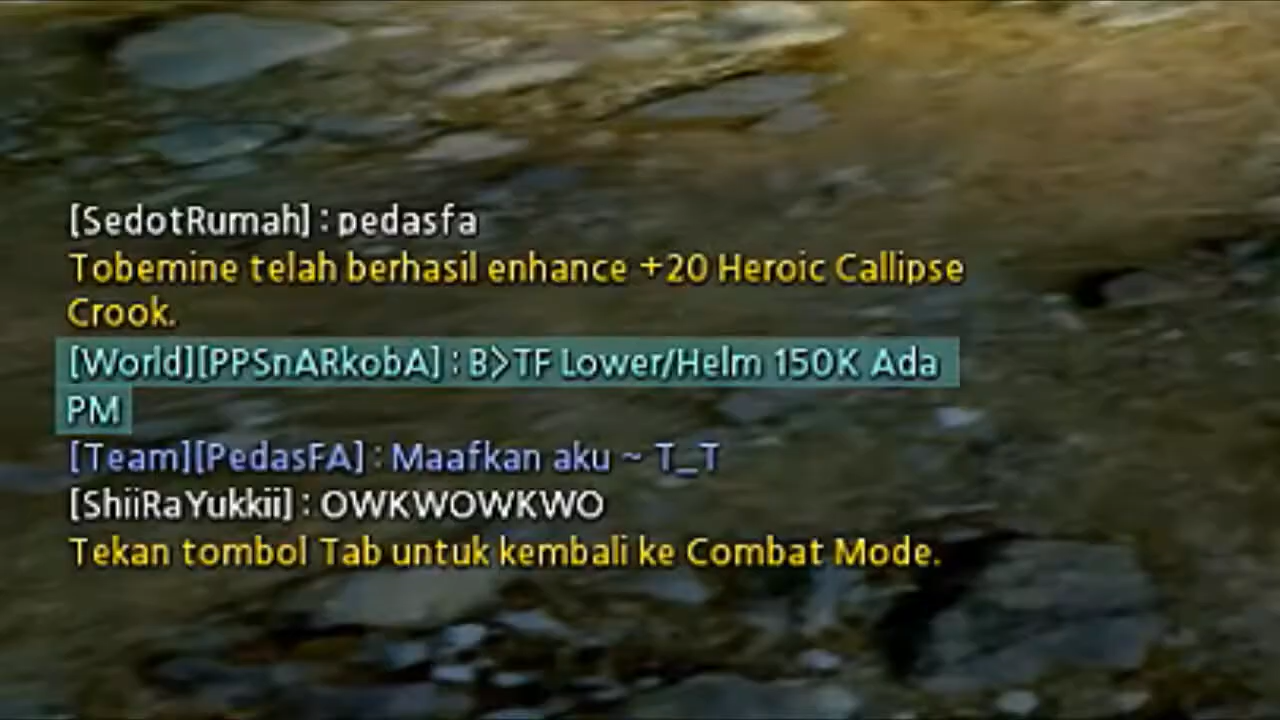 [SedotRumah] : pedasfa
Tobemine telah berhasil enhance +20 Heroic Callipse
Crook.
[World][PPSnARkobA] : B>TF Lower/Helm 150K Ada
PM
[Team][PedasFA] : Maafkan aku ~ T_T
[ShiiRaYukkii] : OWKWOWKWO
Tekan tombol Tab untuk kembali ke Combat Mode.